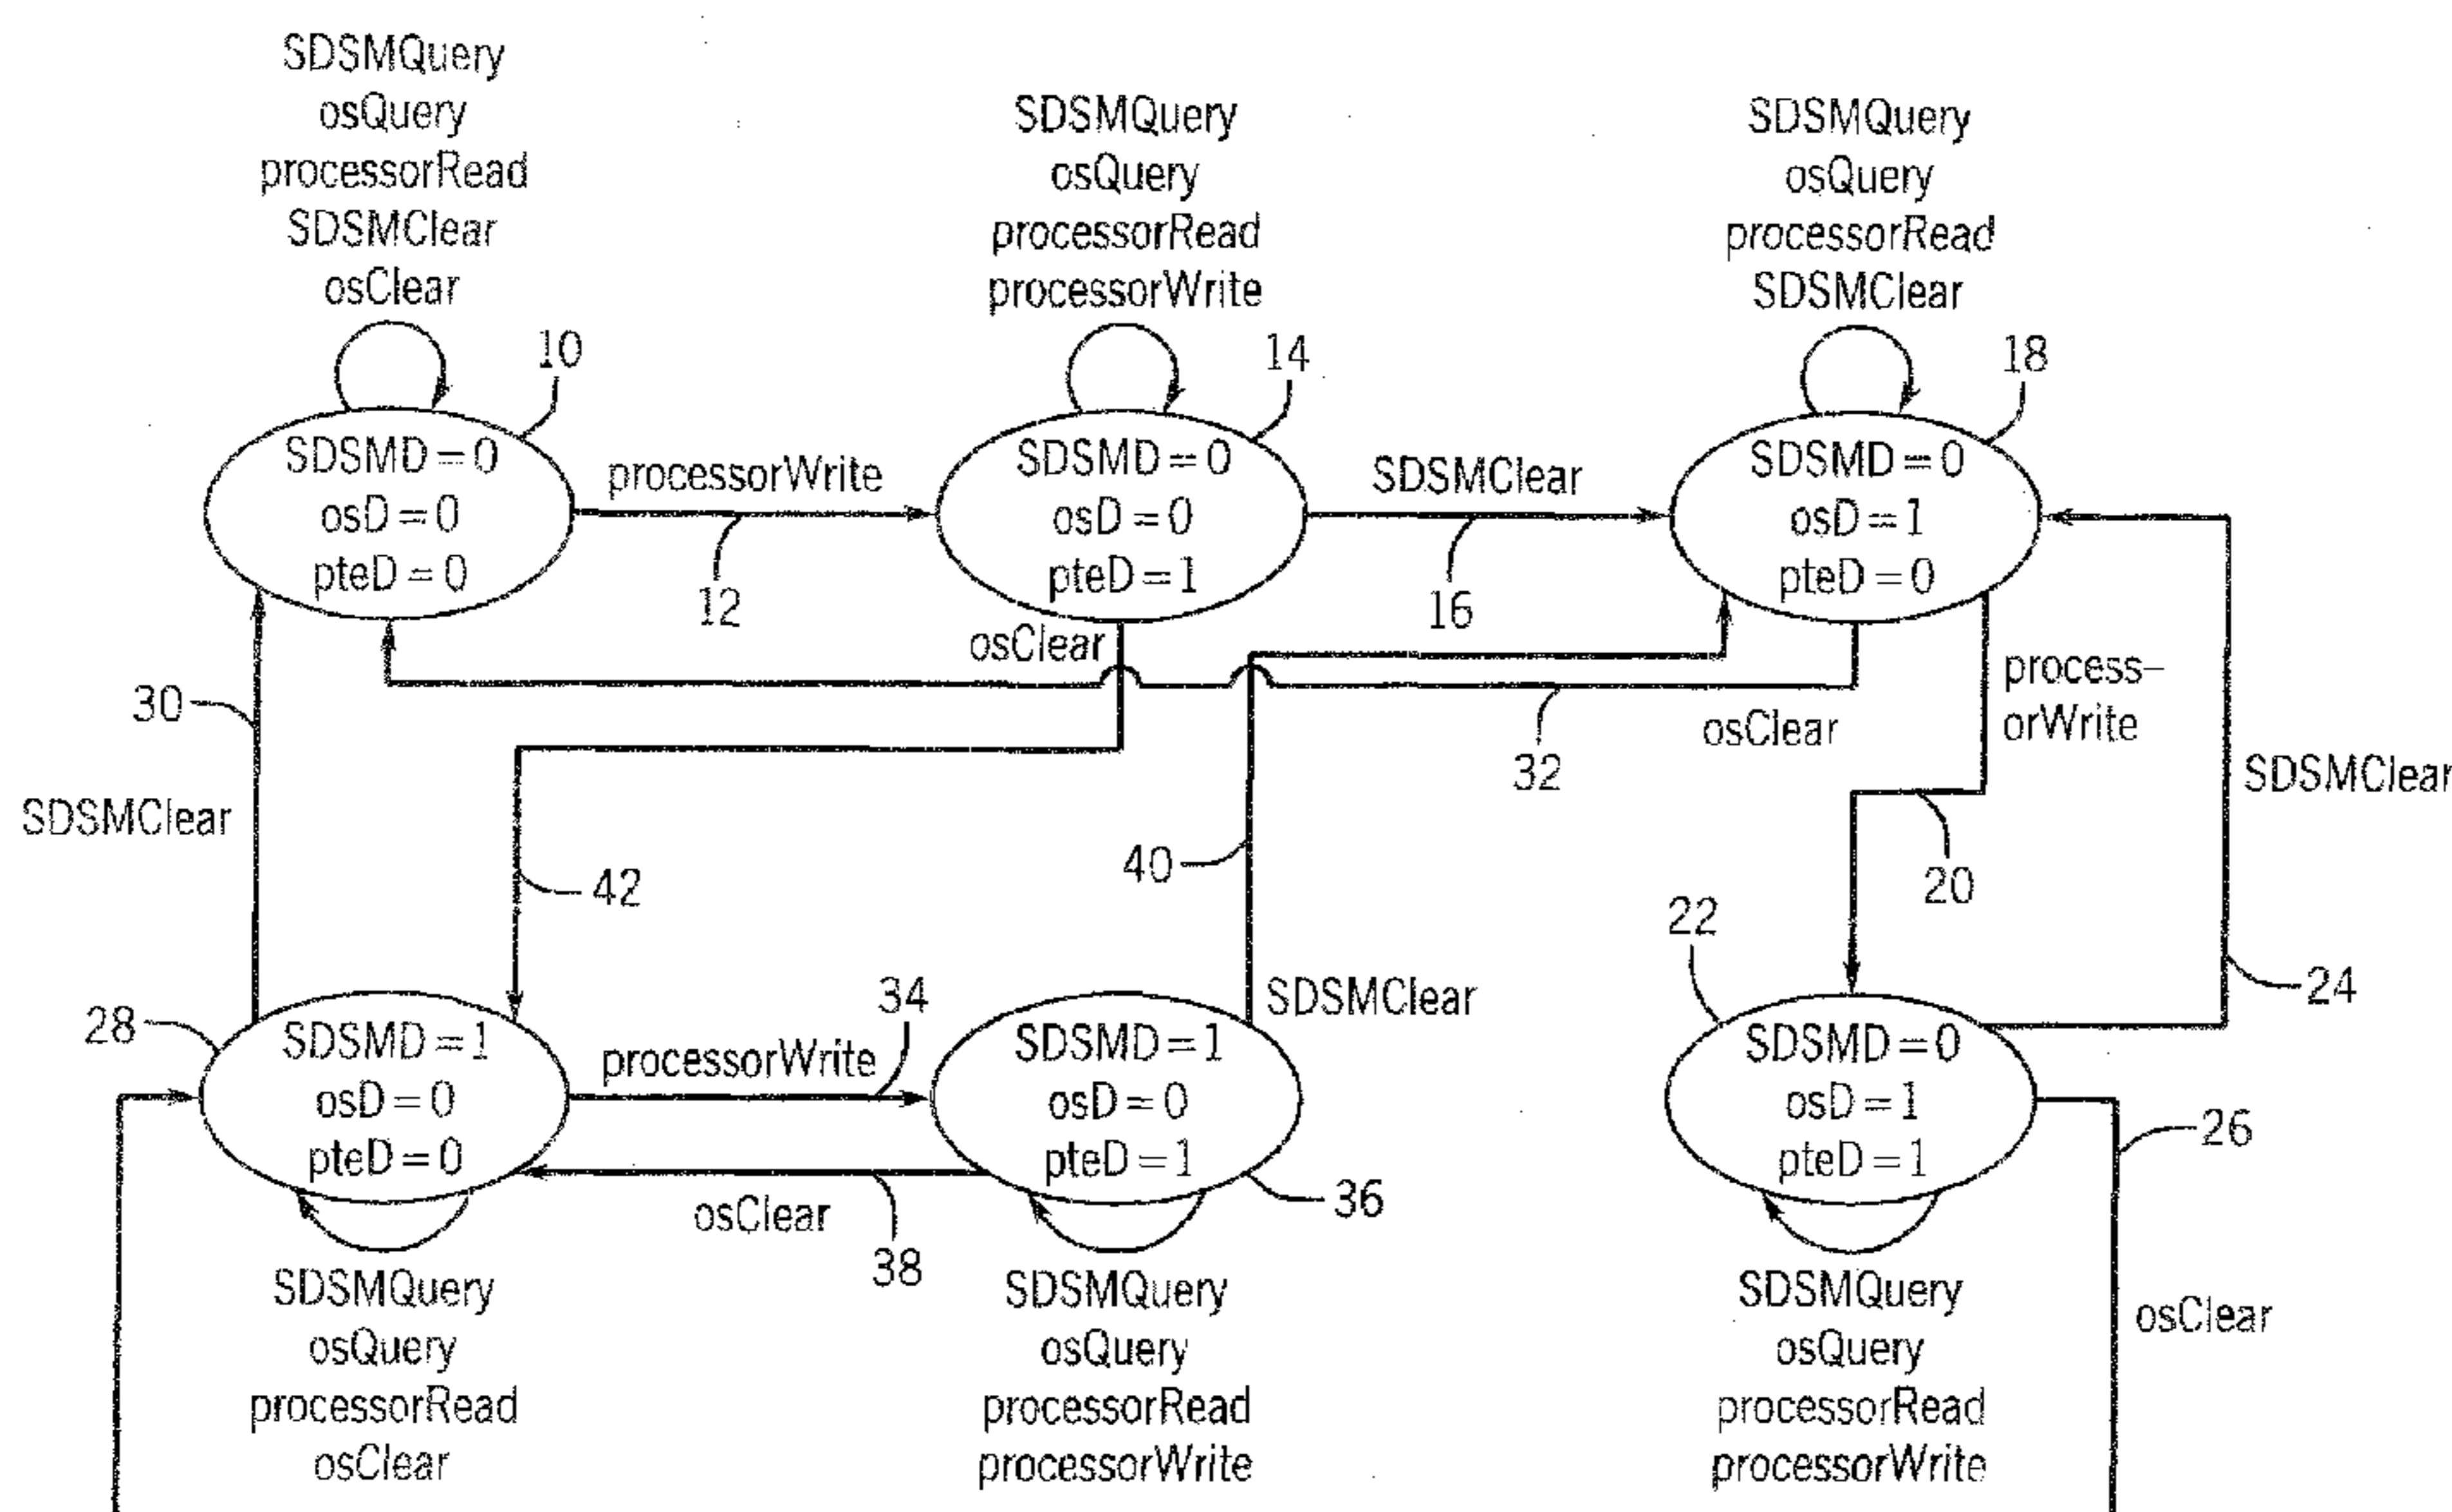 SDSMQuery
osQuery
processorRead
SDSMClear
osClear
10
SDSMD=0
osD=0
pteD=0
processorWrite
12
SDSMQuery
osQuery
processorRead
processorWrite
14
SDSMD=0
osD=0
pteD=1
SDSMClear
16
SDSMQuery
osQuery
processorRead
SDSMClear
18
SDSMD=0
osD=1
pteD=0
osClear
30
SDSMClear
42
40
osClear
32
process-
orWrite
20
SDSMClear
24
28
SDSMD=1
osD=0
pteD=0
SDSMQuery
osQuery
processorRead
osClear
processorWrite
34
osClear
38
SDSMClear
SDSMD=1
osD=0
pteD=1
36
SDSMQuery
osQuery
processorRead
processorWrite
22
SDSMD=0
osD=1
pteD=1
26
osClear
SDSMQuery
osQuery
processorRead
processorWrite